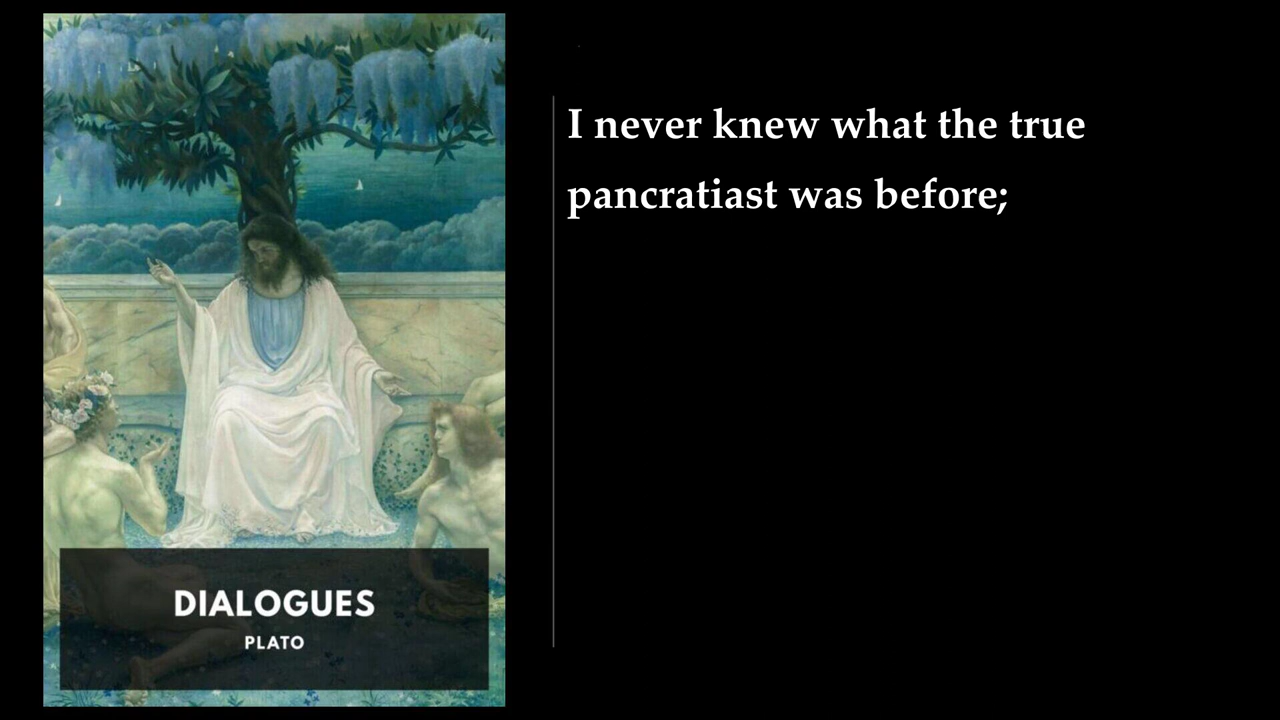 I never knew what the true
pancratiast was before;
DIALOGUES
PLATO